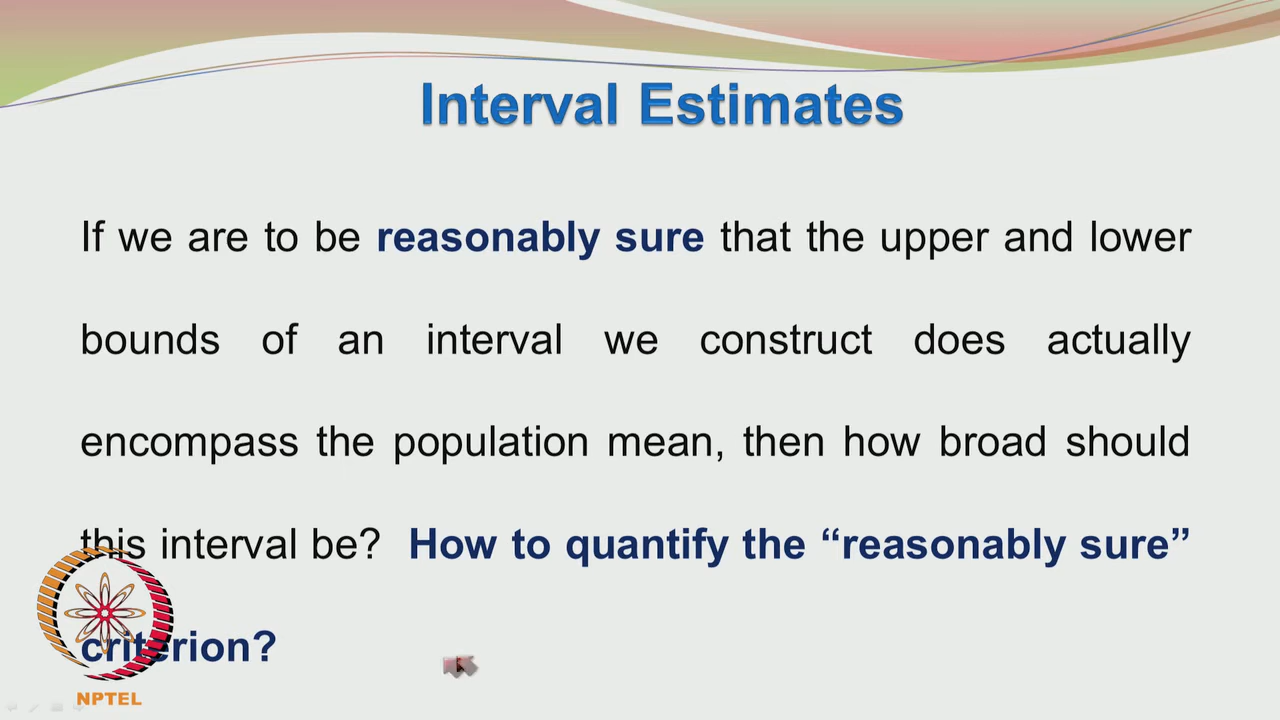 Interval Estimates
If we are to be reasonably sure that the upper and lower
bounds of an interval we construct does actually
encompass the population mean, then how broad should
this interval be? How to quantify the “reasonably sure”
criterion?
NPTEL